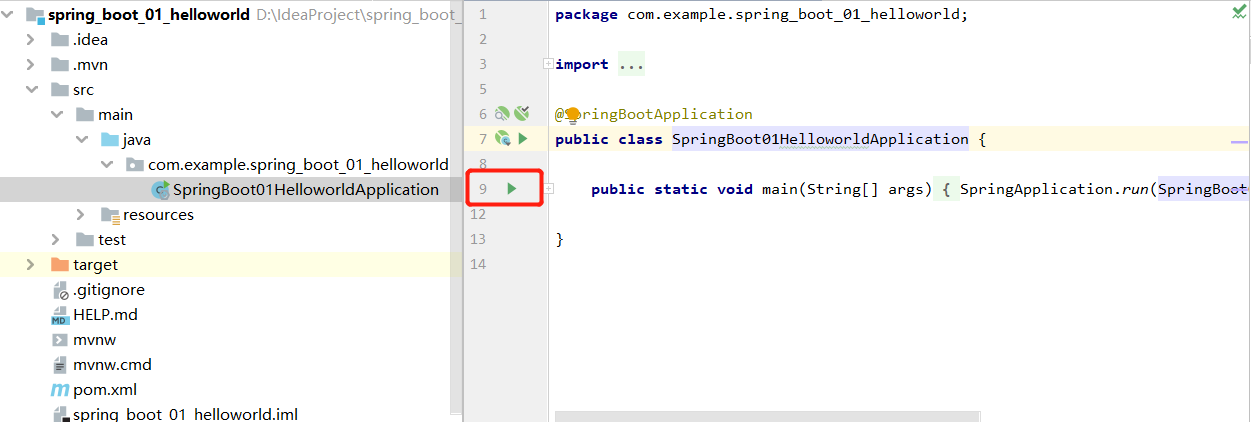 spring_boot_01_helloworld D:\IdeaProject\spring_boot_
.idea
.mvn
src
main
java
com.example.spring_boot_01_helloworld
SpringBoot01HelloworldApplication
resources
test
target
.gitignore
HELP.md
mvnw
mvnw.cmd
pom.xml
spring_boot_01_helloworld.iml
1 package com.example.spring_boot_01_helloworld;
2
3 import ...
5
6 @SpringBootApplication
7 public class SpringBoot01HelloworldApplication {
8
9 public static void main(String[] args) { SpringApplication.run(SpringBoot
12
13 }
14